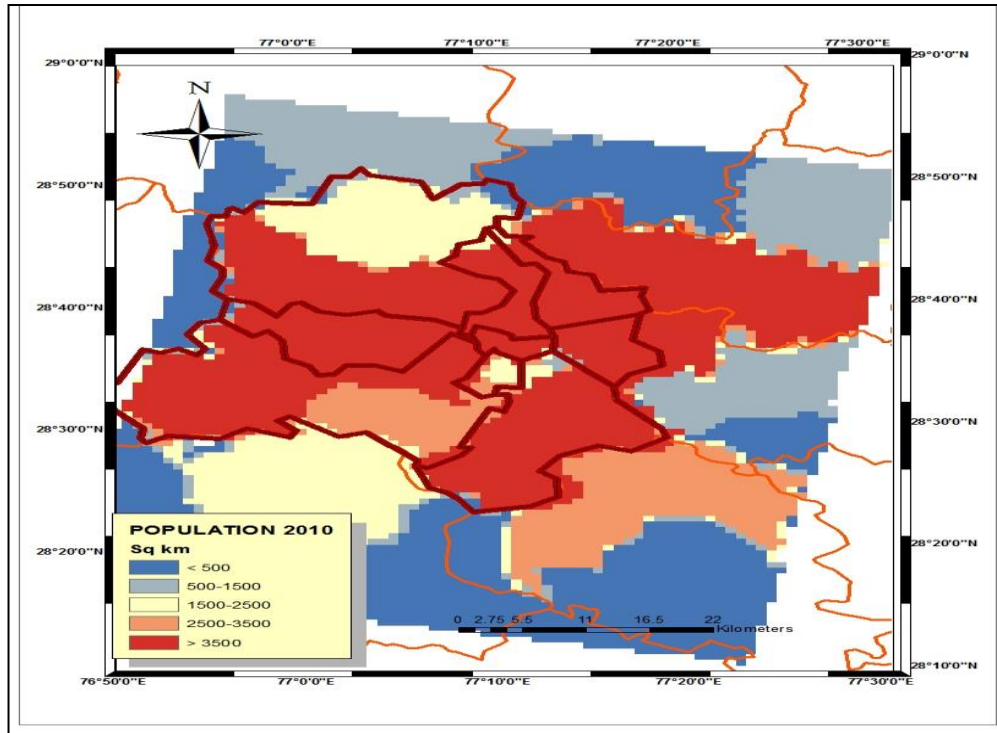 77°0'0"E 77°10'0"E 77°20'0"E 77°30'0"E
29°0'0"N 29°0'0"N
N
28°50'0"N 28°50'0"N
28°40'0"N 28°40'0"N
28°30'0"N 28°30'0"N
28°20'0"N 28°20'0"N
POPULATION 2010
Sq km
< 500
500-1500
1500-2500
2500-3500
> 3500
0 2.75 5.5 11 16.5 22
Kilometers
28°10'0"N
76°50'0"E 77°0'0"E 77°10'0"E 77°20'0"E 77°30'0"E